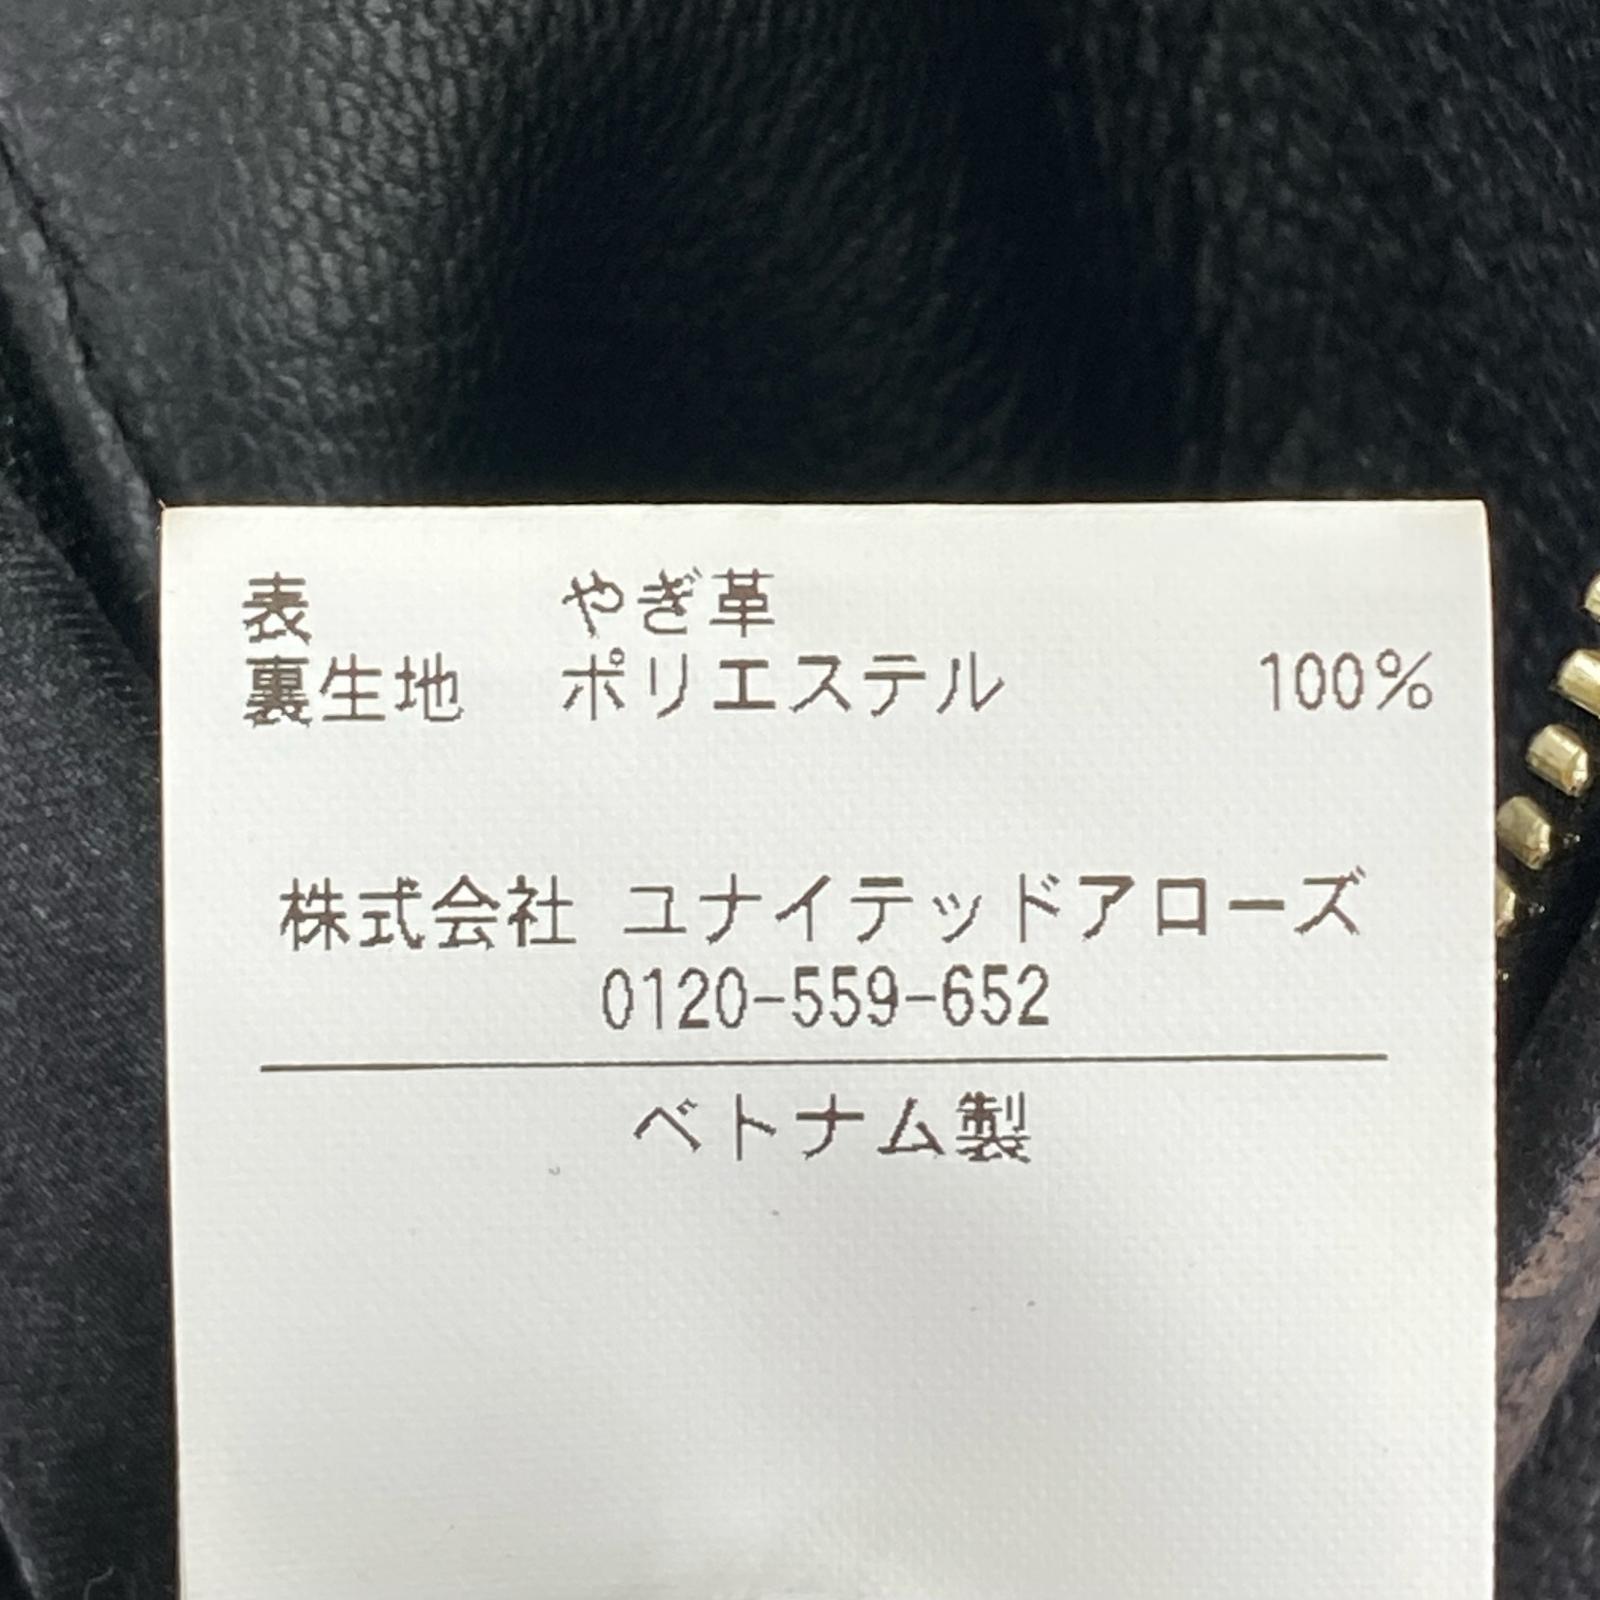 表 やぎ革
裏生地 ポリエステル 100%
株式会社 ユナイテッドアローズ
0120-559-652
ベトナム製